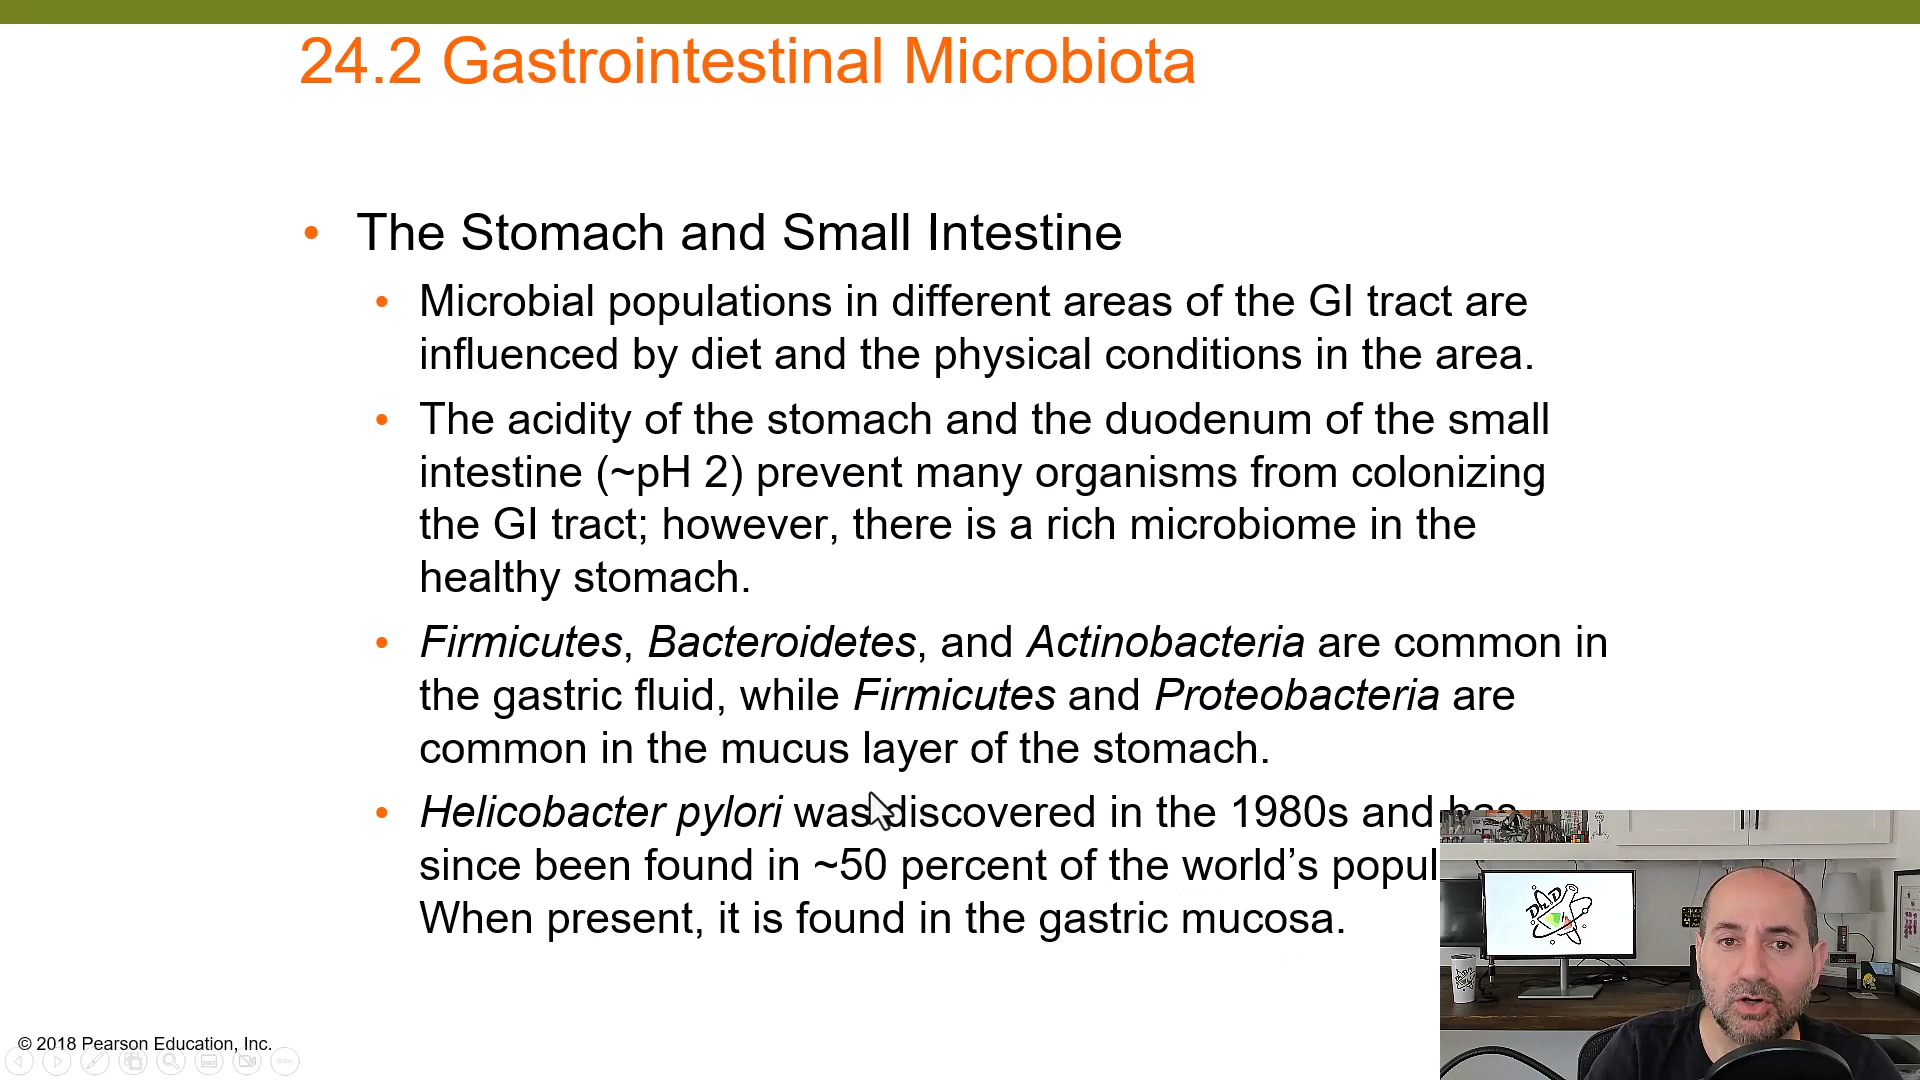 24.2 Gastrointestinal Microbiota
• The Stomach and Small Intestine
• Microbial populations in different areas of the GI tract are
influenced by diet and the physical conditions in the area.
• The acidity of the stomach and the duodenum of the small
intestine (~pH 2) prevent many organisms from colonizing
the GI tract; however, there is a rich microbiome in the
healthy stomach.
• Firmicutes, Bacteroidetes, and Actinobacteria are common in
the gastric fluid, while Firmicutes and Proteobacteria are
common in the mucus layer of the stomach.
• Helicobacter pylori was discovered in the 1980s and has
since been found in ~50 percent of the world’s popul
When present, it is found in the gastric mucosa.
© 2018 Pearson Education, Inc.